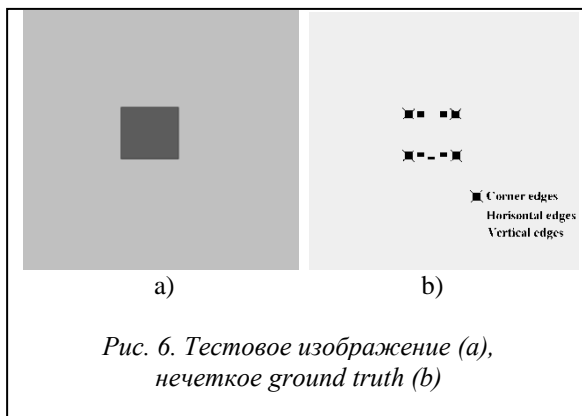 Corner edges
Horisontal edges
Vertical edges
a) b)
Рис. 6. Тестовое изображение (a),
нечеткое ground truth (b)